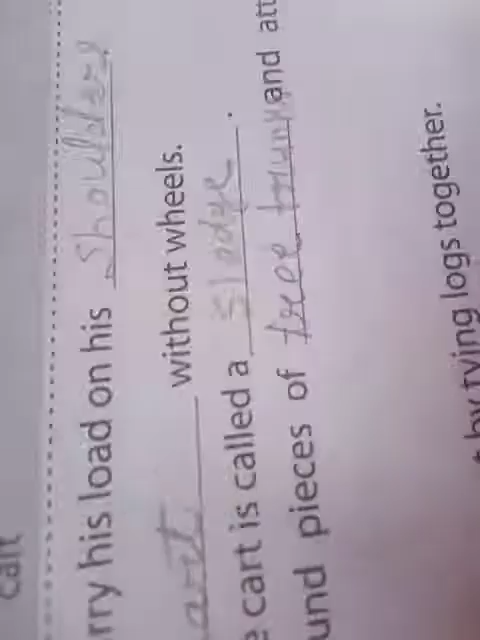 cart
rry his load on his shoulders
art without wheels.
e cart is called a sledge.
und pieces of tree trunk and att
by tying logs together.